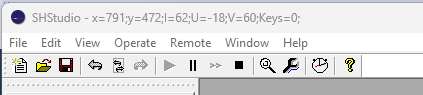 SHStudio - x=791;y=472;I=62;U=-18;V=60;Keys=0;
File Edit View Operate Remote Window Help